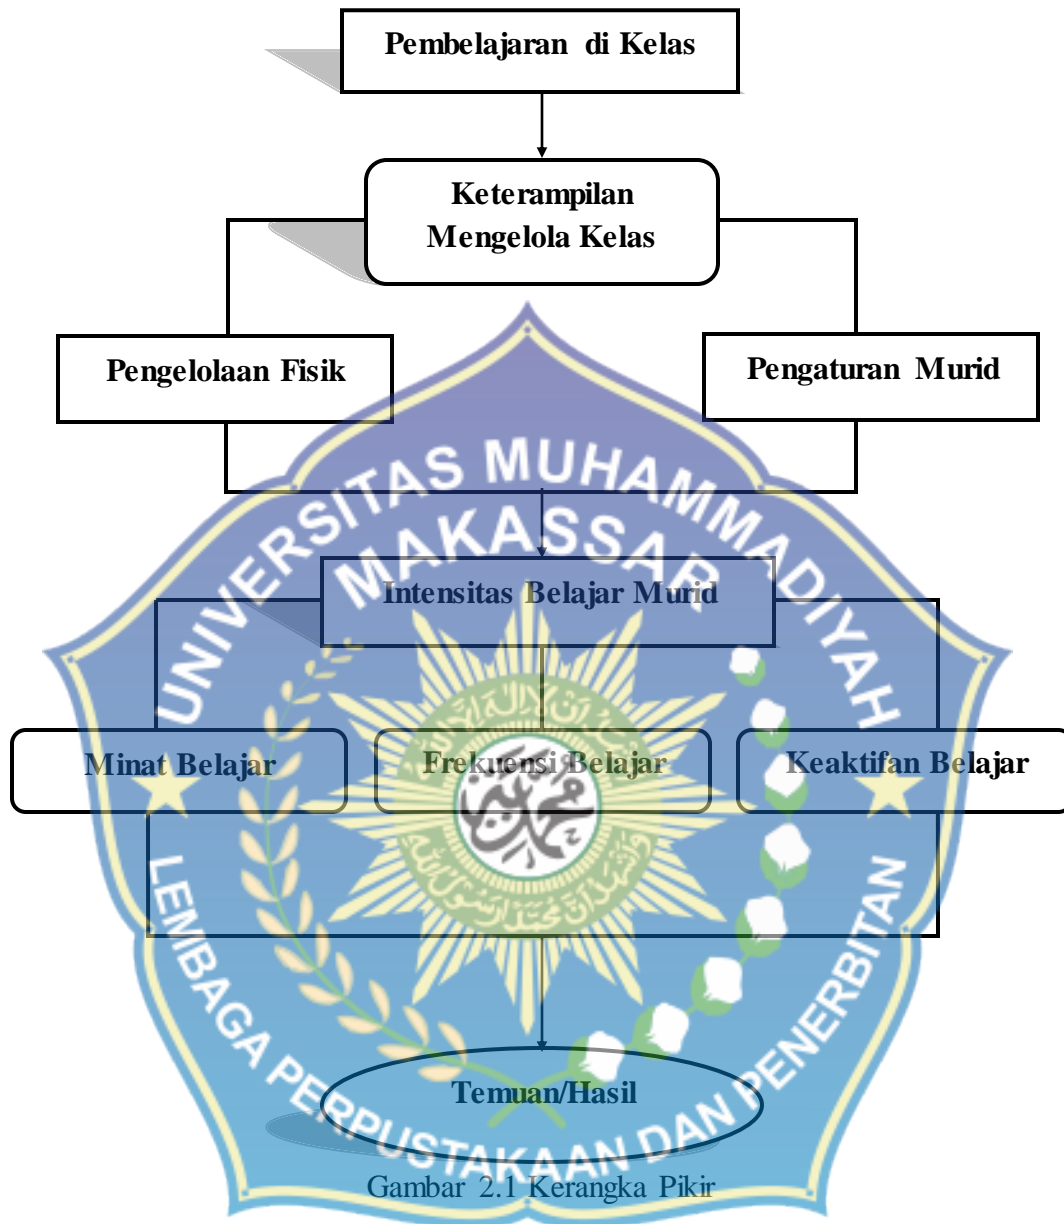 Pembelajaran di Kelas
Keterampilan
Mengelola Kelas
Pengelolaan Fisik
Pengaturan Murid
UNIVERSITAS MUHAMMADIYAH
MAKASSAR
Intensitas Belajar Murid
Minat Belajar
Frekuensi Belajar
Keaktifan Belajar
LEMBAGA PERPUSTAKAAN DAN PENERBITAN
Temuan/Hasil
Gambar 2.1 Kerangka Pikir